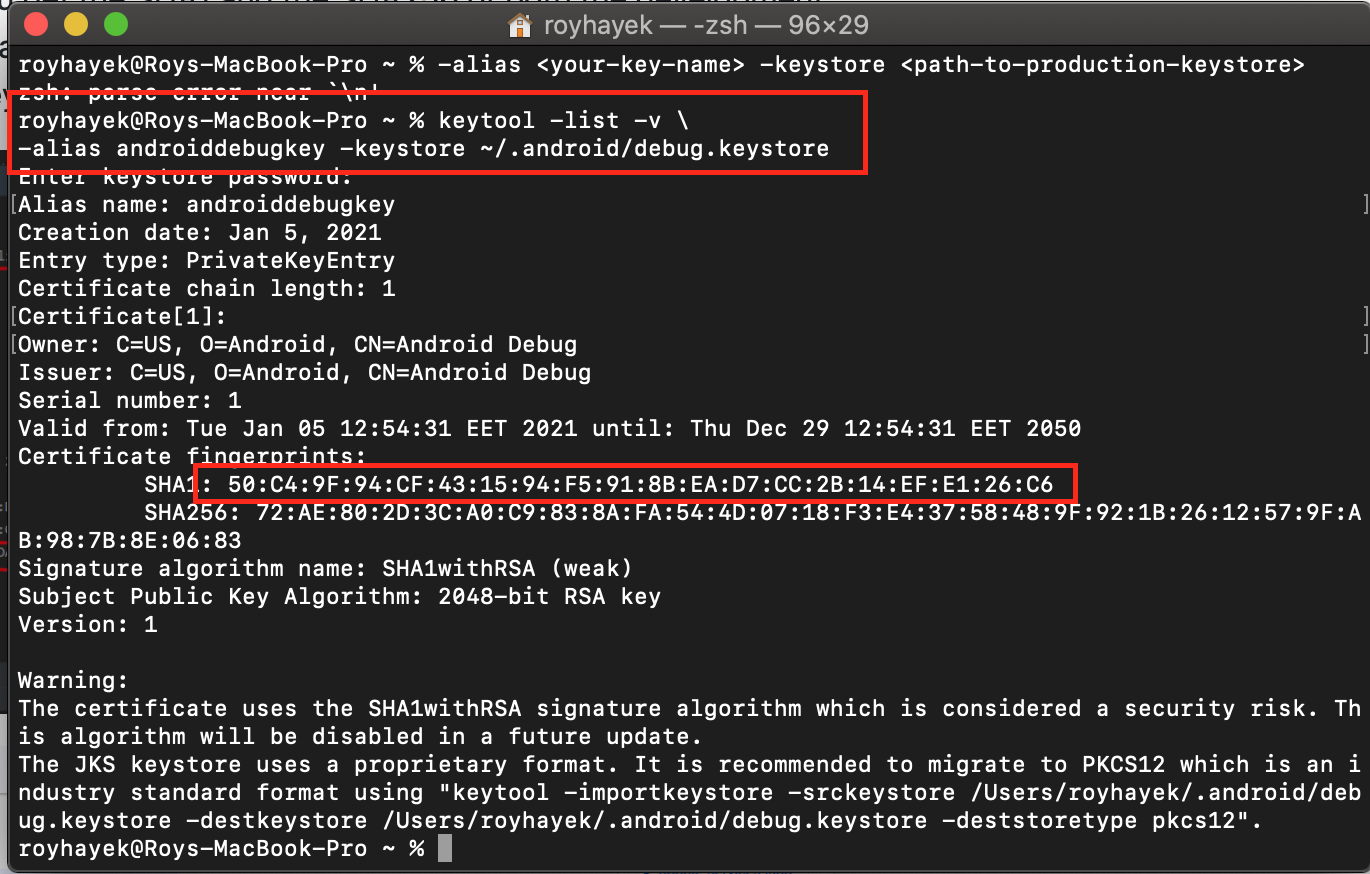 royhayek — -zsh — 96×29
royhayek@Roys-MacBook-Pro ~ % -alias <your-key-name> -keystore <path-to-production-keystore>
zsh: parse error near `\n'
royhayek@Roys-MacBook-Pro ~ % keytool -list -v \
-alias androiddebugkey -keystore ~/.android/debug.keystore
Enter keystore password:
[Alias name: androiddebugkey ]
Creation date: Jan 5, 2021
Entry type: PrivateKeyEntry
Certificate chain length: 1
[Certificate[1]: ]
[Owner: C=US, O=Android, CN=Android Debug ]
Issuer: C=US, O=Android, CN=Android Debug
Serial number: 1
Valid from: Tue Jan 05 12:54:31 EET 2021 until: Thu Dec 29 12:54:31 EET 2050
Certificate fingerprints:
SHA1: 50:C4:9F:94:CF:43:15:94:F5:91:8B:EA:D7:CC:2B:14:EF:E1:26:C6
SHA256: 72:AE:80:2D:3C:A0:C9:83:8A:FA:54:4D:07:18:F3:E4:37:58:48:9F:92:1B:26:12:57:9F:A
B:98:7B:8E:06:83
Signature algorithm name: SHA1withRSA (weak)
Subject Public Key Algorithm: 2048-bit RSA key
Version: 1
Warning:
The certificate uses the SHA1withRSA signature algorithm which is considered a security risk. Th
is algorithm will be disabled in a future update.
The JKS keystore uses a proprietary format. It is recommended to migrate to PKCS12 which is an i
ndustry standard format using "keytool -importkeystore -srckeystore /Users/royhayek/.android/deb
ug.keystore -destkeystore /Users/royhayek/.android/debug.keystore -deststoretype pkcs12".
royhayek@Roys-MacBook-Pro ~ %